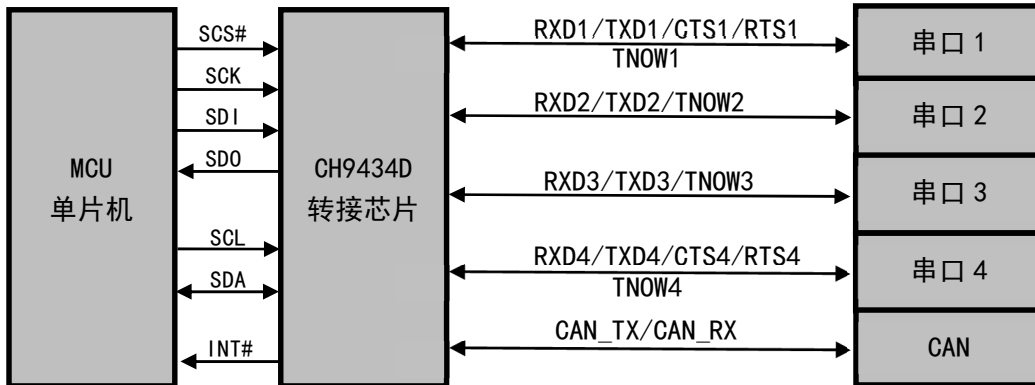 MCU
单片机
SCS#
SCK
SDI
SDO
SCL
SDA
INT#
CH9434D
转接芯片
RXD1/TXD1/CTS1/RTS1
TNOW1
RXD2/TXD2/TNOW2
RXD3/TXD3/TNOW3
RXD4/TXD4/CTS4/RTS4
TNOW4
CAN_TX/CAN_RX
串口 1
串口 2
串口 3
串口 4
CAN